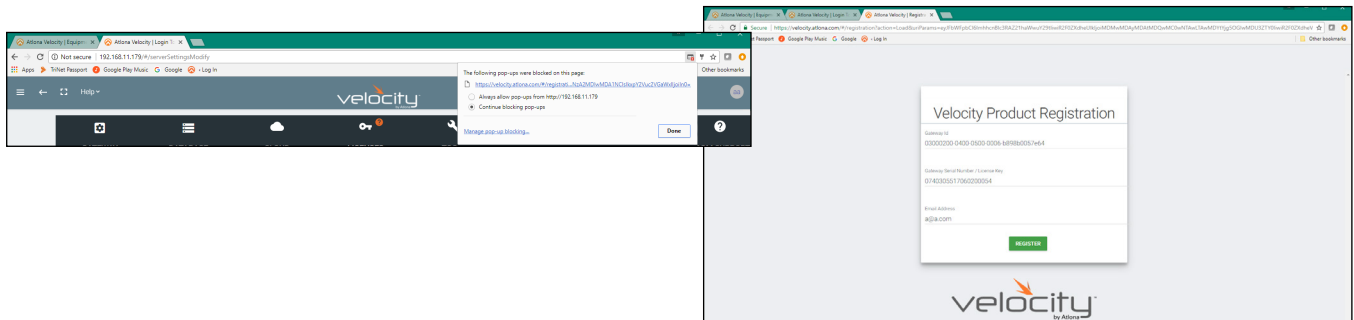 Atlona Velocity | Equipm
Atlona Velocity | Login To
Not secure | 192.168.11.179/#/serverSettingsModify
Apps TriNet Passport Google Play Music Google - Log In
Other bookmarks
The following pop-ups were blocked on this page:
Always allow pop-ups from http://192.168.11.179
Continue blocking pop-ups
Manage pop-up blocking...
Done
Help
velocity
Atlona Velocity | Equipm
Atlona Velocity | Login To
Atlona Velocity | Registra
Secure
Passport Google Play Music Google - Log In
Other bookmarks
Velocity Product Registration
Gateway Id
03000200-0400-0500-0006-b898b0067e64
Gateway Serial Number / License Key
0740305517060200054
Email Address
a@a.com
REGISTER
velocity
by Atlona